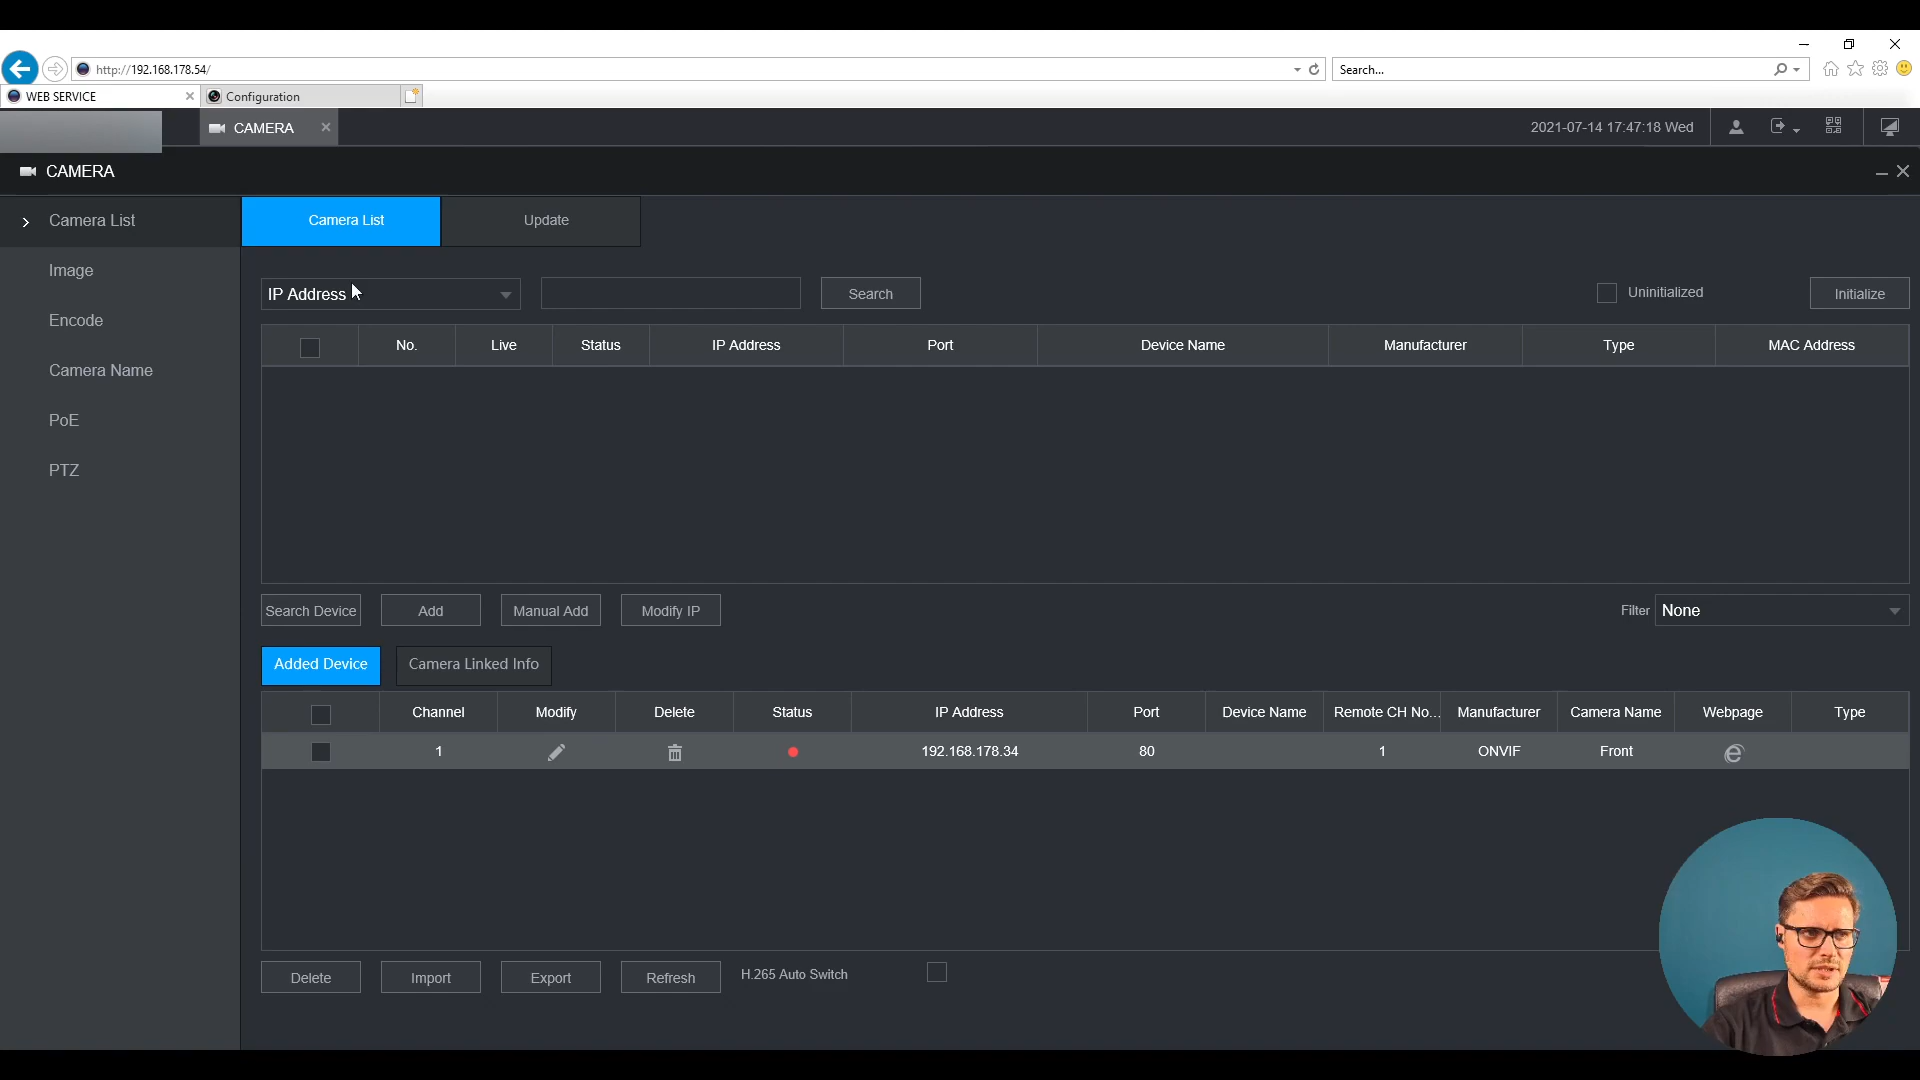 http://192.168.178.54/
Search...
WEB SERVICE
Configuration
CAMERA
2021-07-14 17:47:18 Wed
CAMERA
Camera List
Image
Encode
Camera Name
PoE
PTZ
Camera List
Update
IP Address
Search
Uninitialized
Initialize
No. Live Status IP Address Port Device Name Manufacturer Type MAC Address
Search Device
Add
Manual Add
Modify IP
Filter None
Added Device
Camera Linked Info
Channel Modify Delete Status IP Address Port Device Name Remote CH No... Manufacturer Camera Name Webpage Type
1 192.168.178.34 80 1 ONVIF Front
Delete
Import
Export
Refresh
H.265 Auto Switch